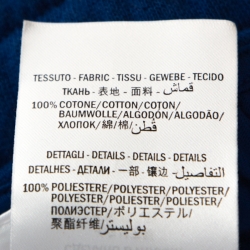 TESSUTO - FABRIC - TISSU - GEWEBE - TECIDO
ТКАНЬ - 表地 - 面料 - قماش
100% COTONE/COTTON/COTON/
BAUMWOLLE/ALGODÓN/ALGODÃO/
ХЛОПОК/綿/棉/قطن
DETTAGLI - DETAILS - DETAILS - DETAILS
DETALHES - ДЕТАЛИ - 一部 - 镶边 - التفاصيل
100% POLIESTERE/POLYESTER/POLYESTER/
POLYESTER/POLIÉSTER/POLYESTER/
ПОЛИЭСТЕР/ポリエステル/
聚酯纤维/بوليستر